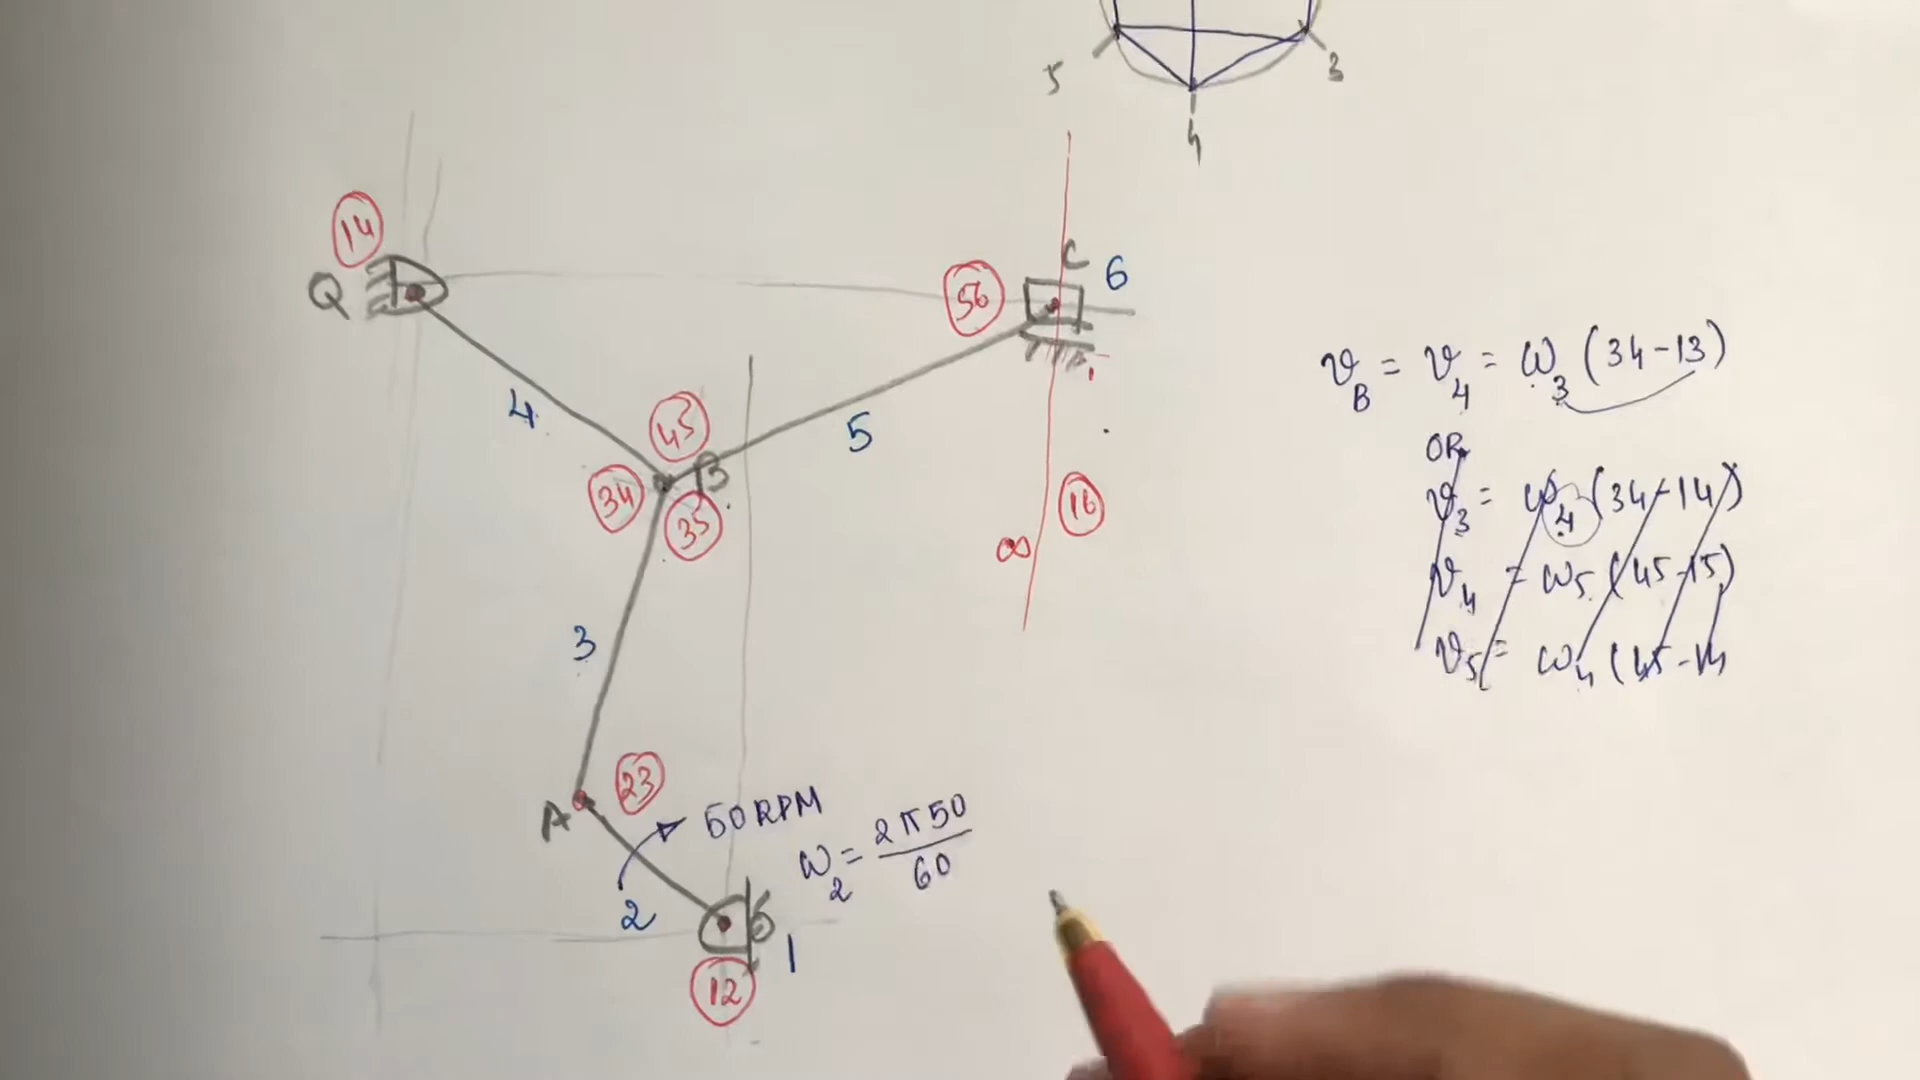 5
3
4
14
Q
C
6
56
4
45
5
B
34
35
∞
16
3
23
A
50 RPM
ω₂ = 2π50/60
2
1
12
v_B = v₄ = ω₃ (34-13)
OR
v₃ = ω₄ (34-14)
v₄ = ω₅ (45-15)
v₅ = ω₄ (45-14